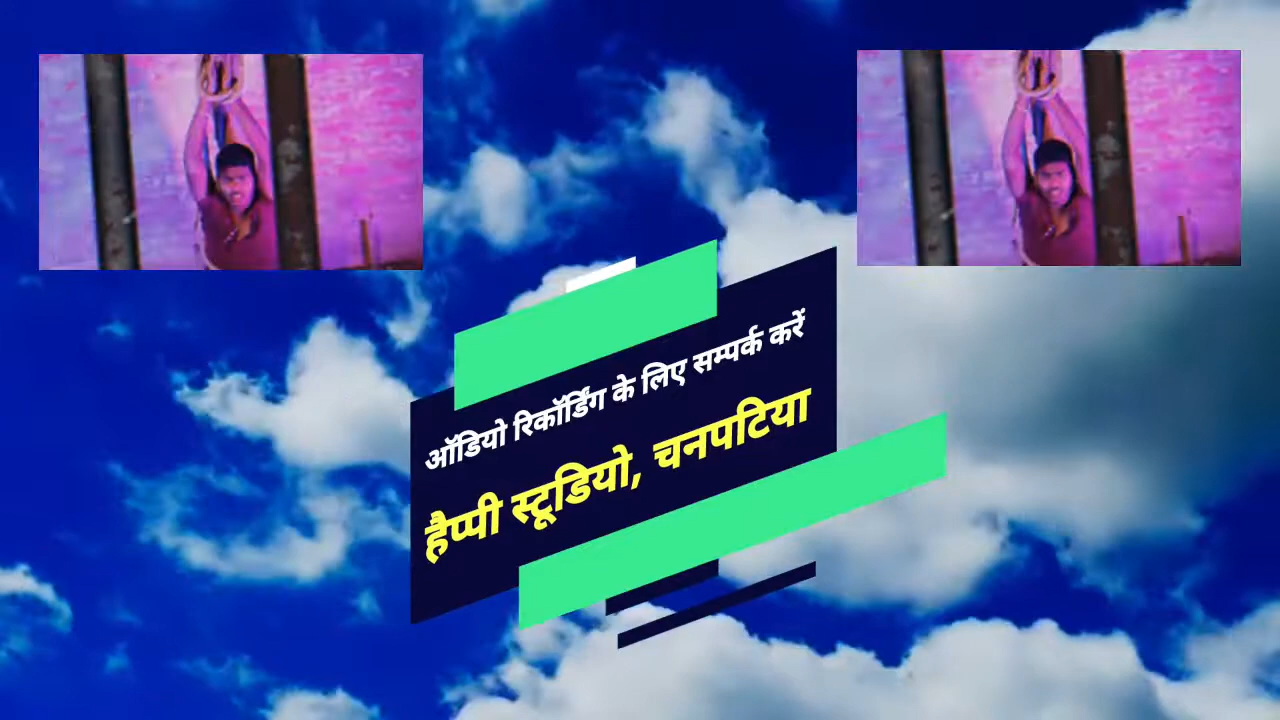 ऑडियो रिकॉर्डिंग के लिए सम्पर्क करें
हैप्पी स्टूडियो, चनपटिया